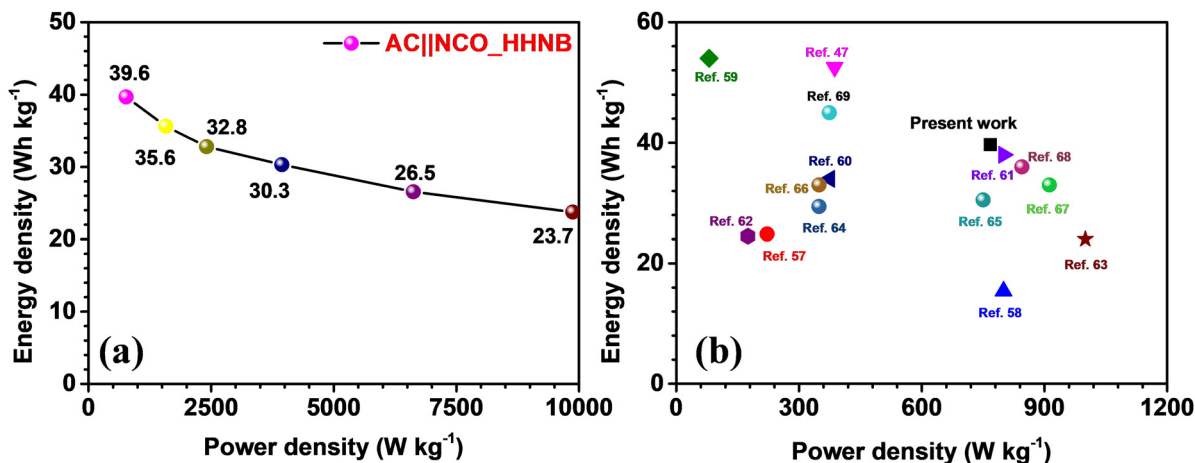 50
40
30
20
10
0
Energy density (Wh kg⁻¹)
AC||NCO_HHNB
39.6
35.6
32.8
30.3
26.5
23.7
(a)
0
2500
5000
7500
10000
Power density (W kg⁻¹)
60
40
20
0
Energy density (Wh kg⁻¹)
Ref. 59
Ref. 47
Ref. 69
Present work
Ref. 60
Ref. 68
Ref. 61
Ref. 66
Ref. 67
Ref. 62
Ref. 64
Ref. 65
Ref. 57
Ref. 63
Ref. 58
(b)
0
300
600
900
1200
Power density (W kg⁻¹)